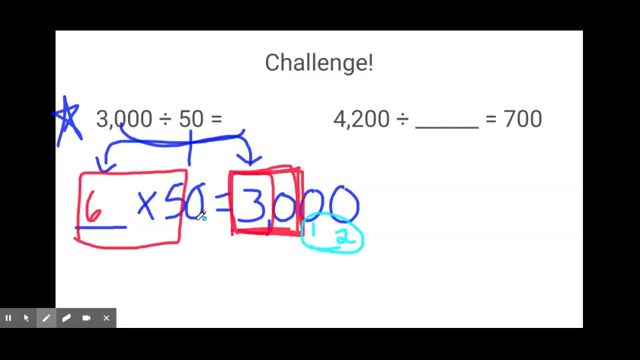 Challenge!
3,000 ÷ 50 =
4,200 ÷ ______ = 700
6 x 50 = 3,000
1 2